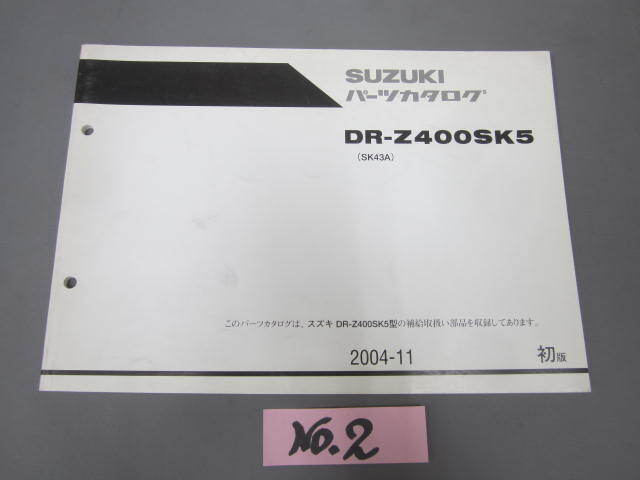 SUZUKI
パーツカタログ
DR-Z400SK5
(SK43A)
このパーツカタログは、スズキ DR-Z400SK5型の補給取扱い部品を収録してあります。
2004-11 初版
NO.2